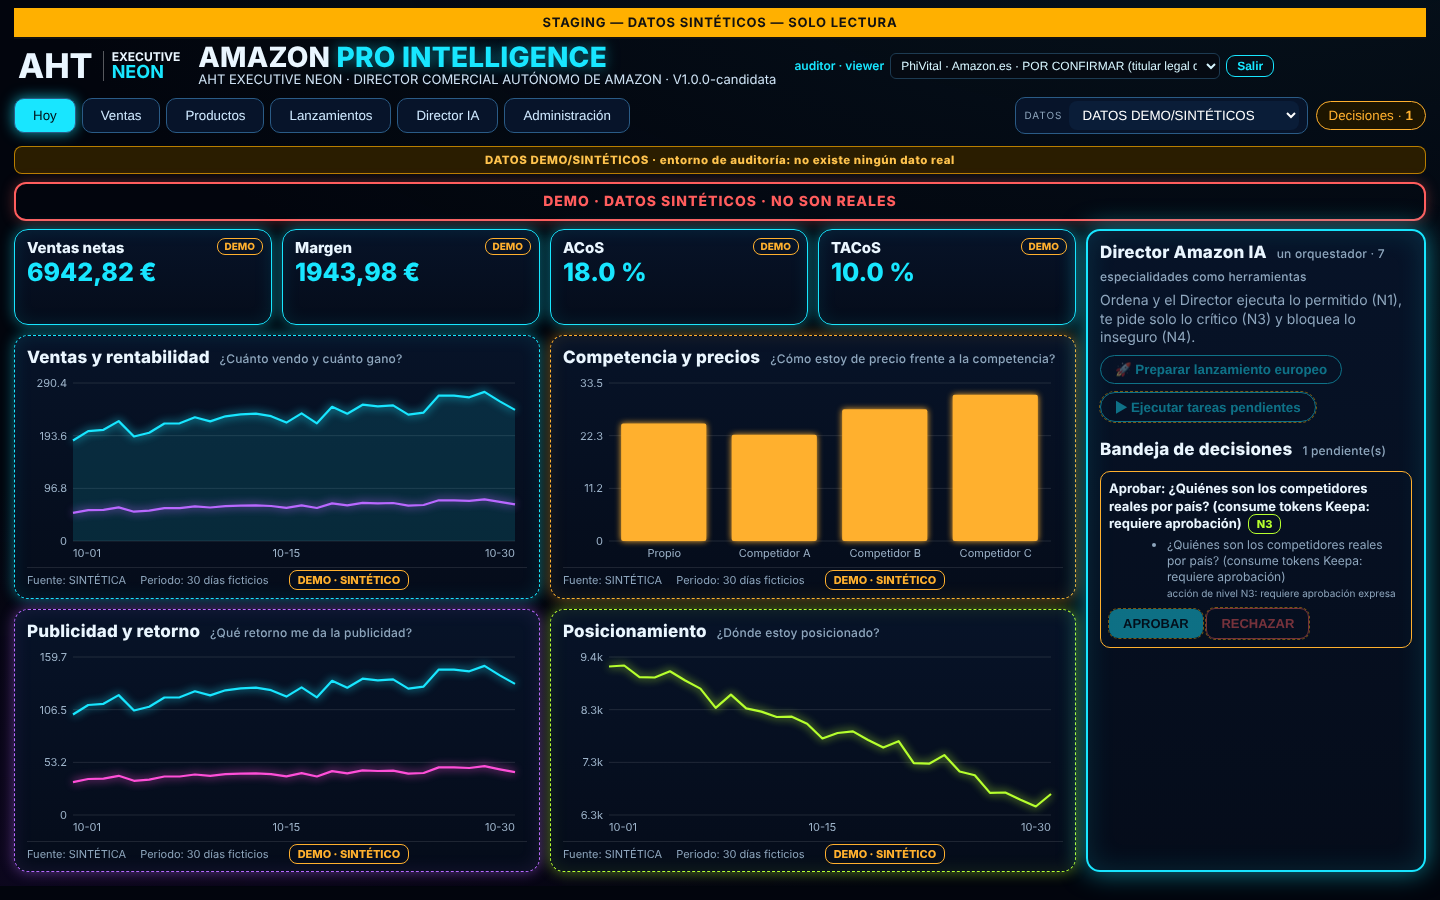 STAGING — DATOS SINTÉTICOS — SOLO LECTURA
AHT
EXECUTIVE
NEON
AMAZON PRO INTELLIGENCE
AHT EXECUTIVE NEON · DIRECTOR COMERCIAL AUTÓNOMO DE AMAZON · V1.0.0-candidata
auditor · viewer
PhiVital · Amazon.es · POR CONFIRMAR (titular legal
Salir
Hoy
Ventas
Productos
Lanzamientos
Director IA
Administración
DATOS
DATOS DEMO/SINTÉTICOS
Decisiones · 1
DATOS DEMO/SINTÉTICOS · entorno de auditoría: no existe ningún dato real
DEMO · DATOS SINTÉTICOS · NO SON REALES
Ventas netas
DEMO
6942,82 €
Margen
DEMO
1943,98 €
ACoS
DEMO
18.0 %
TACoS
DEMO
10.0 %
Ventas y rentabilidad ¿Cuánto vendo y cuánto gano?
290.4
193.6
96.8
0
10-01
10-15
10-30
Fuente: SINTÉTICA
Periodo: 30 días ficticios
DEMO · SINTÉTICO
Competencia y precios ¿Cómo estoy de precio frente a la competencia?
33.5
22.3
11.2
0
Propio
Competidor A
Competidor B
Competidor C
Fuente: SINTÉTICA
Periodo: 30 días ficticios
DEMO · SINTÉTICO
Publicidad y retorno ¿Qué retorno me da la publicidad?
159.7
106.5
53.2
0
10-01
10-15
10-30
Fuente: SINTÉTICA
Periodo: 30 días ficticios
DEMO · SINTÉTICO
Posicionamiento ¿Dónde estoy posicionado?
9.4k
8.3k
7.3k
6.3k
10-01
10-15
10-30
Fuente: SINTÉTICA
Periodo: 30 días ficticios
DEMO · SINTÉTICO
Director Amazon IA un orquestador · 7
especialidades como herramientas
Ordena y el Director ejecuta lo permitido (N1),
te pide solo lo crítico (N3) y bloquea lo
inseguro (N4).
🚀 Preparar lanzamiento europeo
▶ Ejecutar tareas pendientes
Bandeja de decisiones 1 pendiente(s)
Aprobar: ¿Quiénes son los competidores
reales por país? (consume tokens Keepa:
requiere aprobación) N3
• ¿Quiénes son los competidores reales
por país? (consume tokens Keepa:
requiere aprobación)
acción de nivel N3: requiere aprobación expresa
APROBAR
RECHAZAR